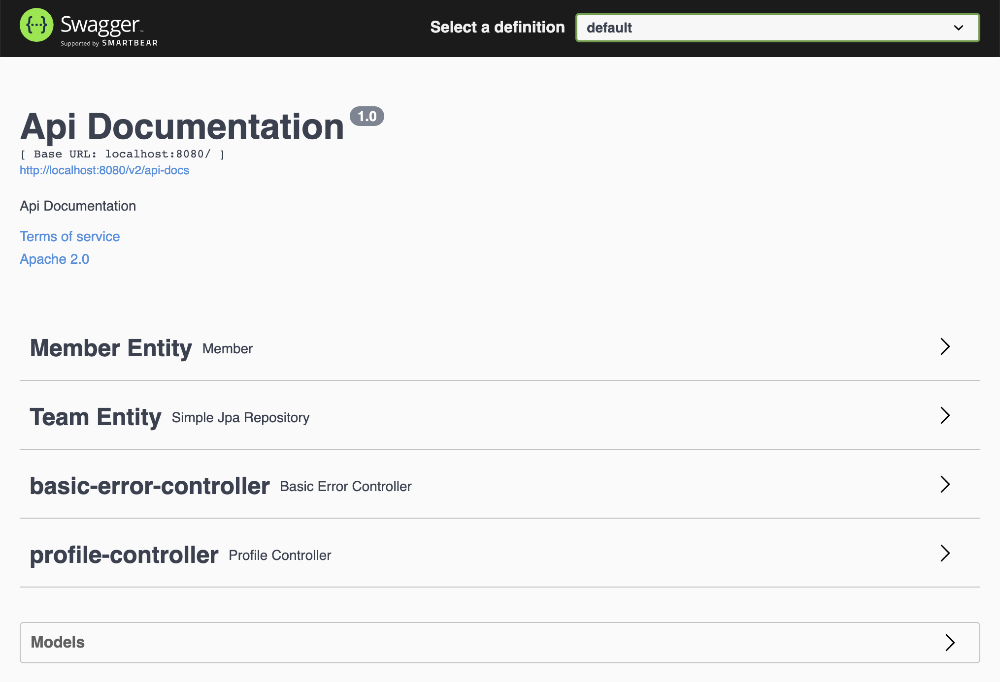 {···} Swagger™
Supported by SMARTBEAR
Select a definition
default
Api Documentation 1.0
[ Base URL: localhost:8080/ ]
http://localhost:8080/v2/api-docs
Api Documentation
Terms of service
Apache 2.0
Member Entity Member
Team Entity Simple Jpa Repository
basic-error-controller Basic Error Controller
profile-controller Profile Controller
Models